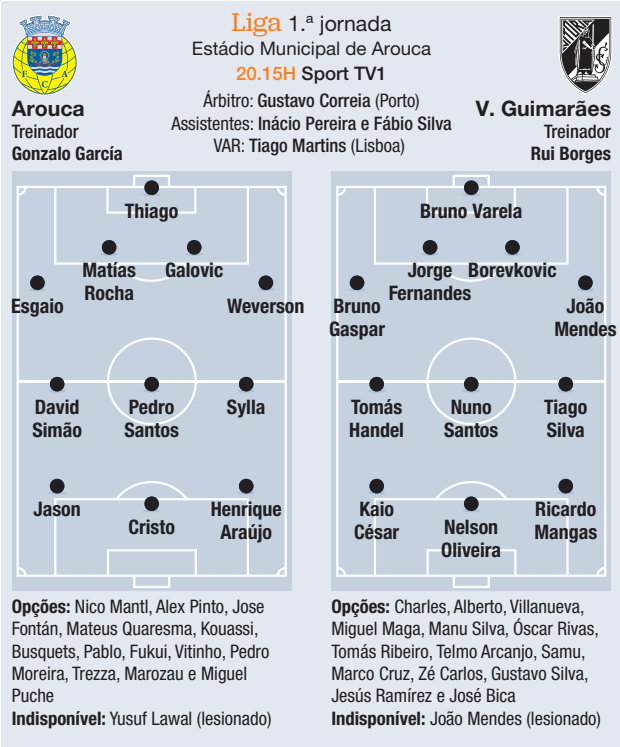 Liga 1.ª jornada
Estádio Municipal de Arouca
20.15H Sport TV1
Árbitro: Gustavo Correia (Porto)
Assistentes: Inácio Pereira e Fábio Silva
VAR: Tiago Martins (Lisboa)
F C A
Arouca
Treinador
Gonzalo García
V. Guimarães
Treinador
Rui Borges
Thiago
Matías
Rocha
Galovic
Esgaio
Weverson
David
Simão
Pedro
Santos
Sylla
Jason
Cristo
Henrique
Araújo
Bruno Varela
Jorge
Fernandes
Borevkovic
Bruno
Gaspar
João
Mendes
Tomás
Handel
Nuno
Santos
Tiago
Silva
Kaio
César
Nelson
Oliveira
Ricardo
Mangas
Opções: Nico Mantl, Alex Pinto, Jose
Fontán, Mateus Quaresma, Kouassi,
Busquets, Pablo, Fukui, Vitinho, Pedro
Moreira, Trezza, Marozau e Miguel
Puche
Indisponível: Yusuf Lawal (lesionado)
Opções: Charles, Alberto, Villanueva,
Miguel Maga, Manu Silva, Óscar Rivas,
Tomás Ribeiro, Telmo Arcanjo, Samu,
Marco Cruz, Zé Carlos, Gustavo Silva,
Jesús Ramírez e José Bica
Indisponível: João Mendes (lesionado)